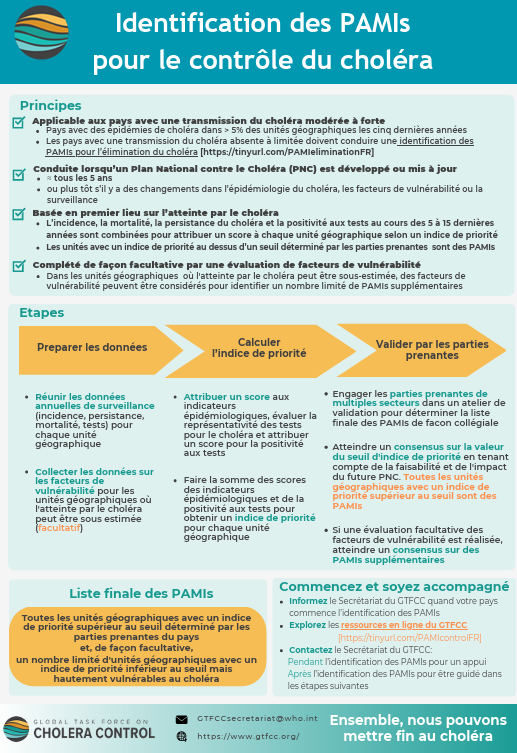 Identification des PAMIs
pour le contrôle du choléra
Principes
Applicable aux pays avec une transmission du choléra modérée à forte
• Pays avec des épidémies de choléra dans > 5% des unités géographiques les cinq dernières années
• Les pays avec une transmission du choléra absente à limitée doivent conduire une identification des
PAMIs pour l'élimination du choléra [https://tinyurl.com/PAMIeliminationFR]
Conduite lorsqu'un Plan National contre le Choléra (PNC) est développé ou mis à jour
• ≈ tous les 5 ans
• ou plus tôt s'il y a des changements dans l'épidémiologie du choléra, les facteurs de vulnérabilité ou la
surveillance
Basée en premier lieu sur l'atteinte par le choléra
• L'incidence, la mortalité, la persistance du choléra et la positivité aux tests au cours des 5 à 15 dernières
années sont combinées pour attribuer un score à chaque unité géographique selon un indice de priorité
• Les unités avec un indice de priorité au dessus d'un seuil déterminé par les parties prenantes sont des PAMIs
Complété de façon facultative par une évaluation de facteurs de vulnérabilité
• Dans les unités géographiques où l'atteinte par le choléra peut être sous-estimée, des facteurs de
vulnérabilité peuvent être considérés pour identifier un nombre limité de PAMIs supplémentaires
Etapes
Preparer les données
Calculer
l'indice de priorité
Valider par les parties
prenantes
• Réunir les données
annuelles de surveillance
(incidence, persistance,
mortalité, tests) pour
chaque unité
géographique
• Collecter les données sur
les facteurs de
vulnérabilité pour les
unités géographiques où
l'atteinte par le choléra
peut être sous estimée
(facultatif)
• Attribuer un score aux
indicateurs
épidémiologiques, évaluer la
représentativité des tests
pour le choléra et attribuer
un score pour la positivité
aux tests
• Faire la somme des scores
des indicateurs
épidémiologiques et de la
positivité aux tests pour
obtenir un indice de priorité
pour chaque unité
géographique
• Engager les parties prenantes de
multiples secteurs dans un atelier de
validation pour déterminer la liste
finale des PAMIs de façon collégiale
• Atteindre un consensus sur la valeur
du seuil d'indice de priorité en tenant
compte de la faisabilité et de l'impact
du future PNC. Toutes les unités
géographiques avec un indice de
priorité supérieur au seuil sont des
PAMIs
• Si une évaluation facultative des
facteurs de vulnérabilité est réalisée,
atteindre un consensus sur des
PAMIs supplémentaires
Liste finale des PAMIs
Toutes les unités géographiques avec un indice
de priorité supérieur au seuil déterminé par les
parties prenantes du pays
et, de façon facultative,
un nombre limité d'unités géographiques avec un
indice de priorité inférieur au seuil mais
hautement vulnérables au choléra
Commencez et soyez accompagné
• Informez le Secrétariat du GTFCC quand votre pays
commence l'identification des PAMIs
• Explorez les ressources en ligne du GTFCC
[https://tinyurl.com/PAMIcontrolFR]
• Contactez le Secrétariat du GTFCC:
Pendant l'identification des PAMIs pour un appui
Après l'identification des PAMIs pour être guidé dans
les étapes suivantes
GLOBAL TASK FORCE ON
CHOLERA CONTROL
GTFCCsecretariat@who.int
https://www.gtfcc.org/
Ensemble, nous pouvons
mettre fin au choléra